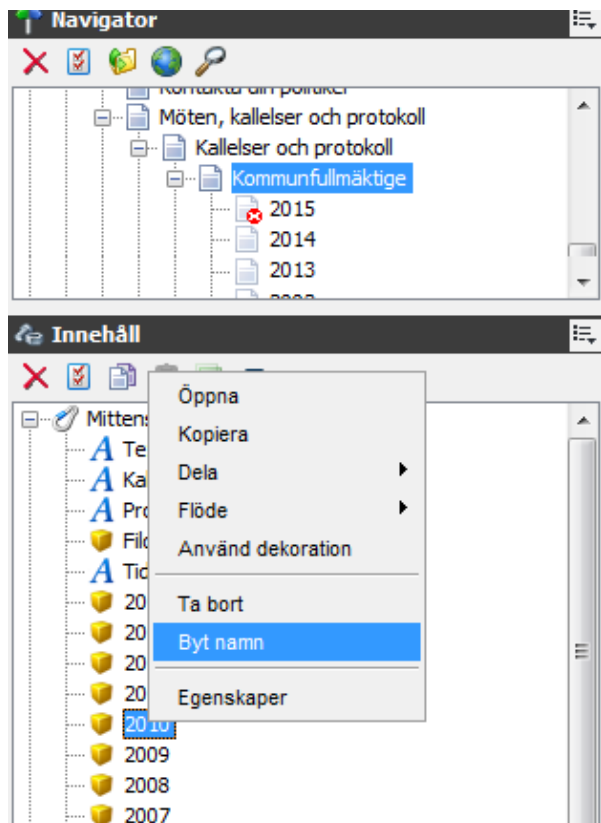 Navigator
Kontakta din politiker
Möten, kallelser och protokoll
Kallelser och protokoll
Kommunfullmäktige
2015
2014
2013
Innehåll
Öppna
Kopiera
Dela
Flöde
Använd dekoration
Ta bort
Byt namn
Egenskaper
2010
2009
2008
2007